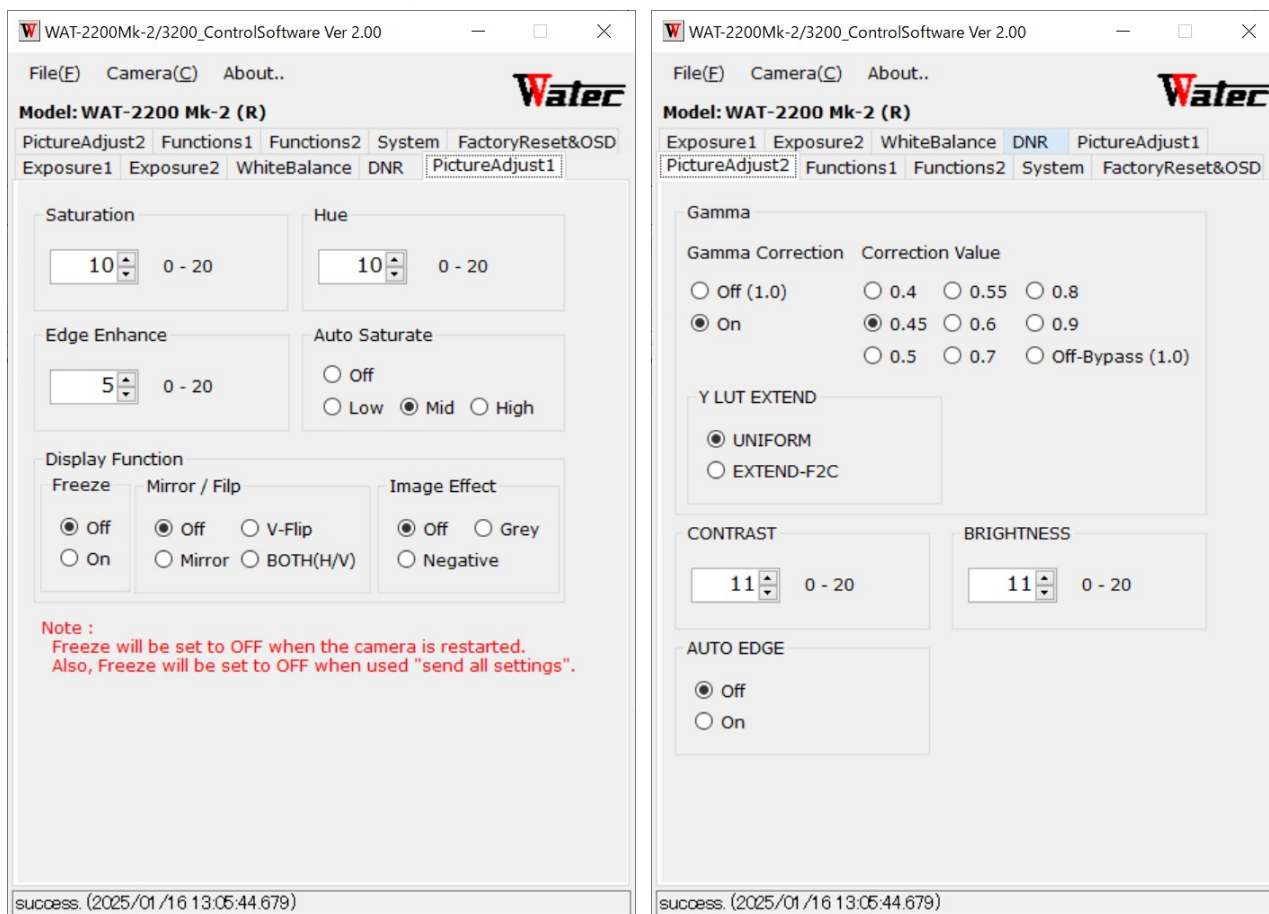 WAT-2200Mk-2/3200_ControlSoftware Ver 2.00
File(F) Camera(C) About..
Watec
Model: WAT-2200 Mk-2 (R)
PictureAdjust2 Functions1 Functions2 System FactoryReset&OSD
Exposure1 Exposure2 WhiteBalance DNR PictureAdjust1
Saturation Hue
10 0 - 20 10 0 - 20
Edge Enhance Auto Saturate
5 0 - 20
Off
Low Mid High
Display Function
Freeze Mirror / Filp Image Effect
Off Off V-Flip Off Grey
On Mirror BOTH(H/V) Negative
Note :
Freeze will be set to OFF when the camera is restarted.
Also, Freeze will be set to OFF when used "send all settings".
success. (2025/01/16 13:05:44.679)
WAT-2200Mk-2/3200_ControlSoftware Ver 2.00
File(F) Camera(C) About..
Watec
Model: WAT-2200 Mk-2 (R)
Exposure1 Exposure2 WhiteBalance DNR PictureAdjust1
PictureAdjust2 Functions1 Functions2 System FactoryReset&OSD
Gamma
Gamma Correction Correction Value
Off (1.0) 0.4 0.55 0.8
On 0.45 0.6 0.9
0.5 0.7 Off-Bypass (1.0)
Y LUT EXTEND
UNIFORM
EXTEND-F2C
CONTRAST BRIGHTNESS
11 0 - 20 11 0 - 20
AUTO EDGE
Off
On
success. (2025/01/16 13:05:44.679)